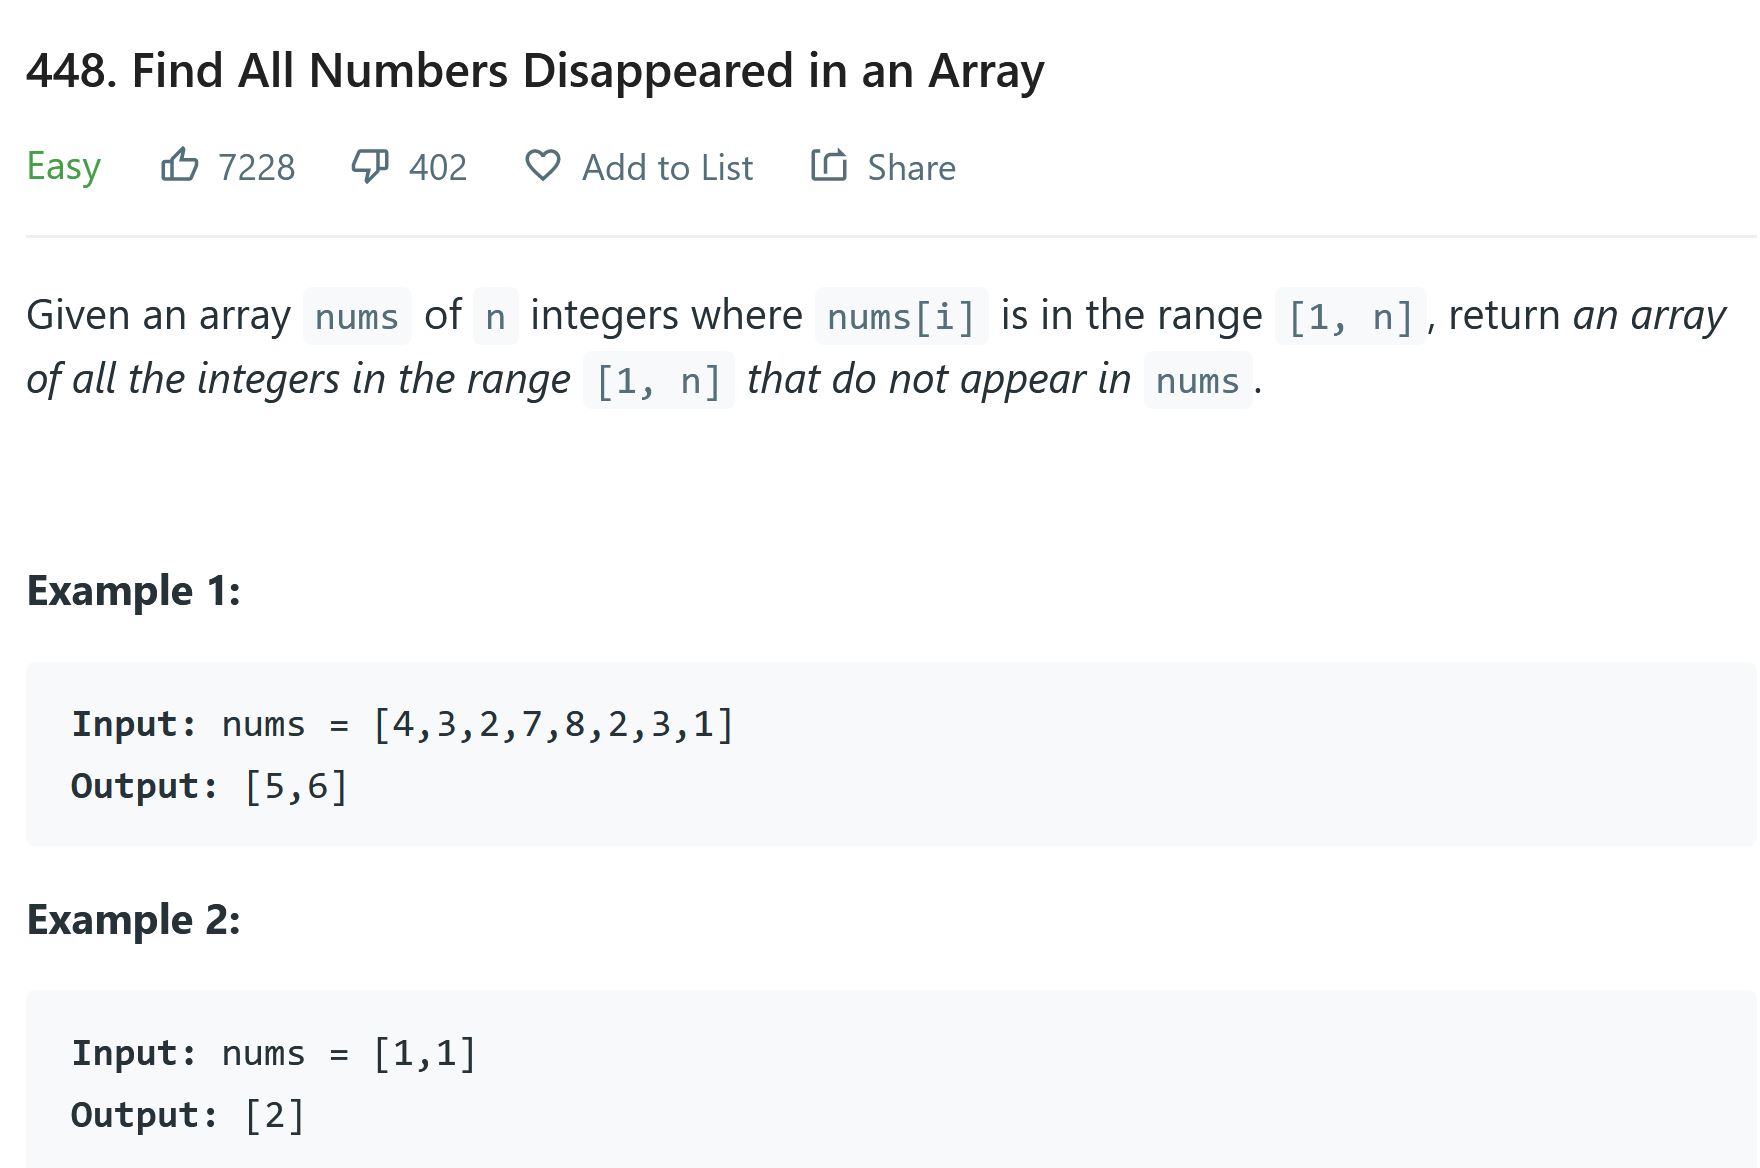 448. Find All Numbers Disappeared in an Array
Easy 7228 402 Add to List Share
Given an array nums of n integers where nums[i] is in the range [1, n], return an array
of all the integers in the range [1, n] that do not appear in nums.
Example 1:
Input: nums = [4,3,2,7,8,2,3,1]
Output: [5,6]
Example 2:
Input: nums = [1,1]
Output: [2]